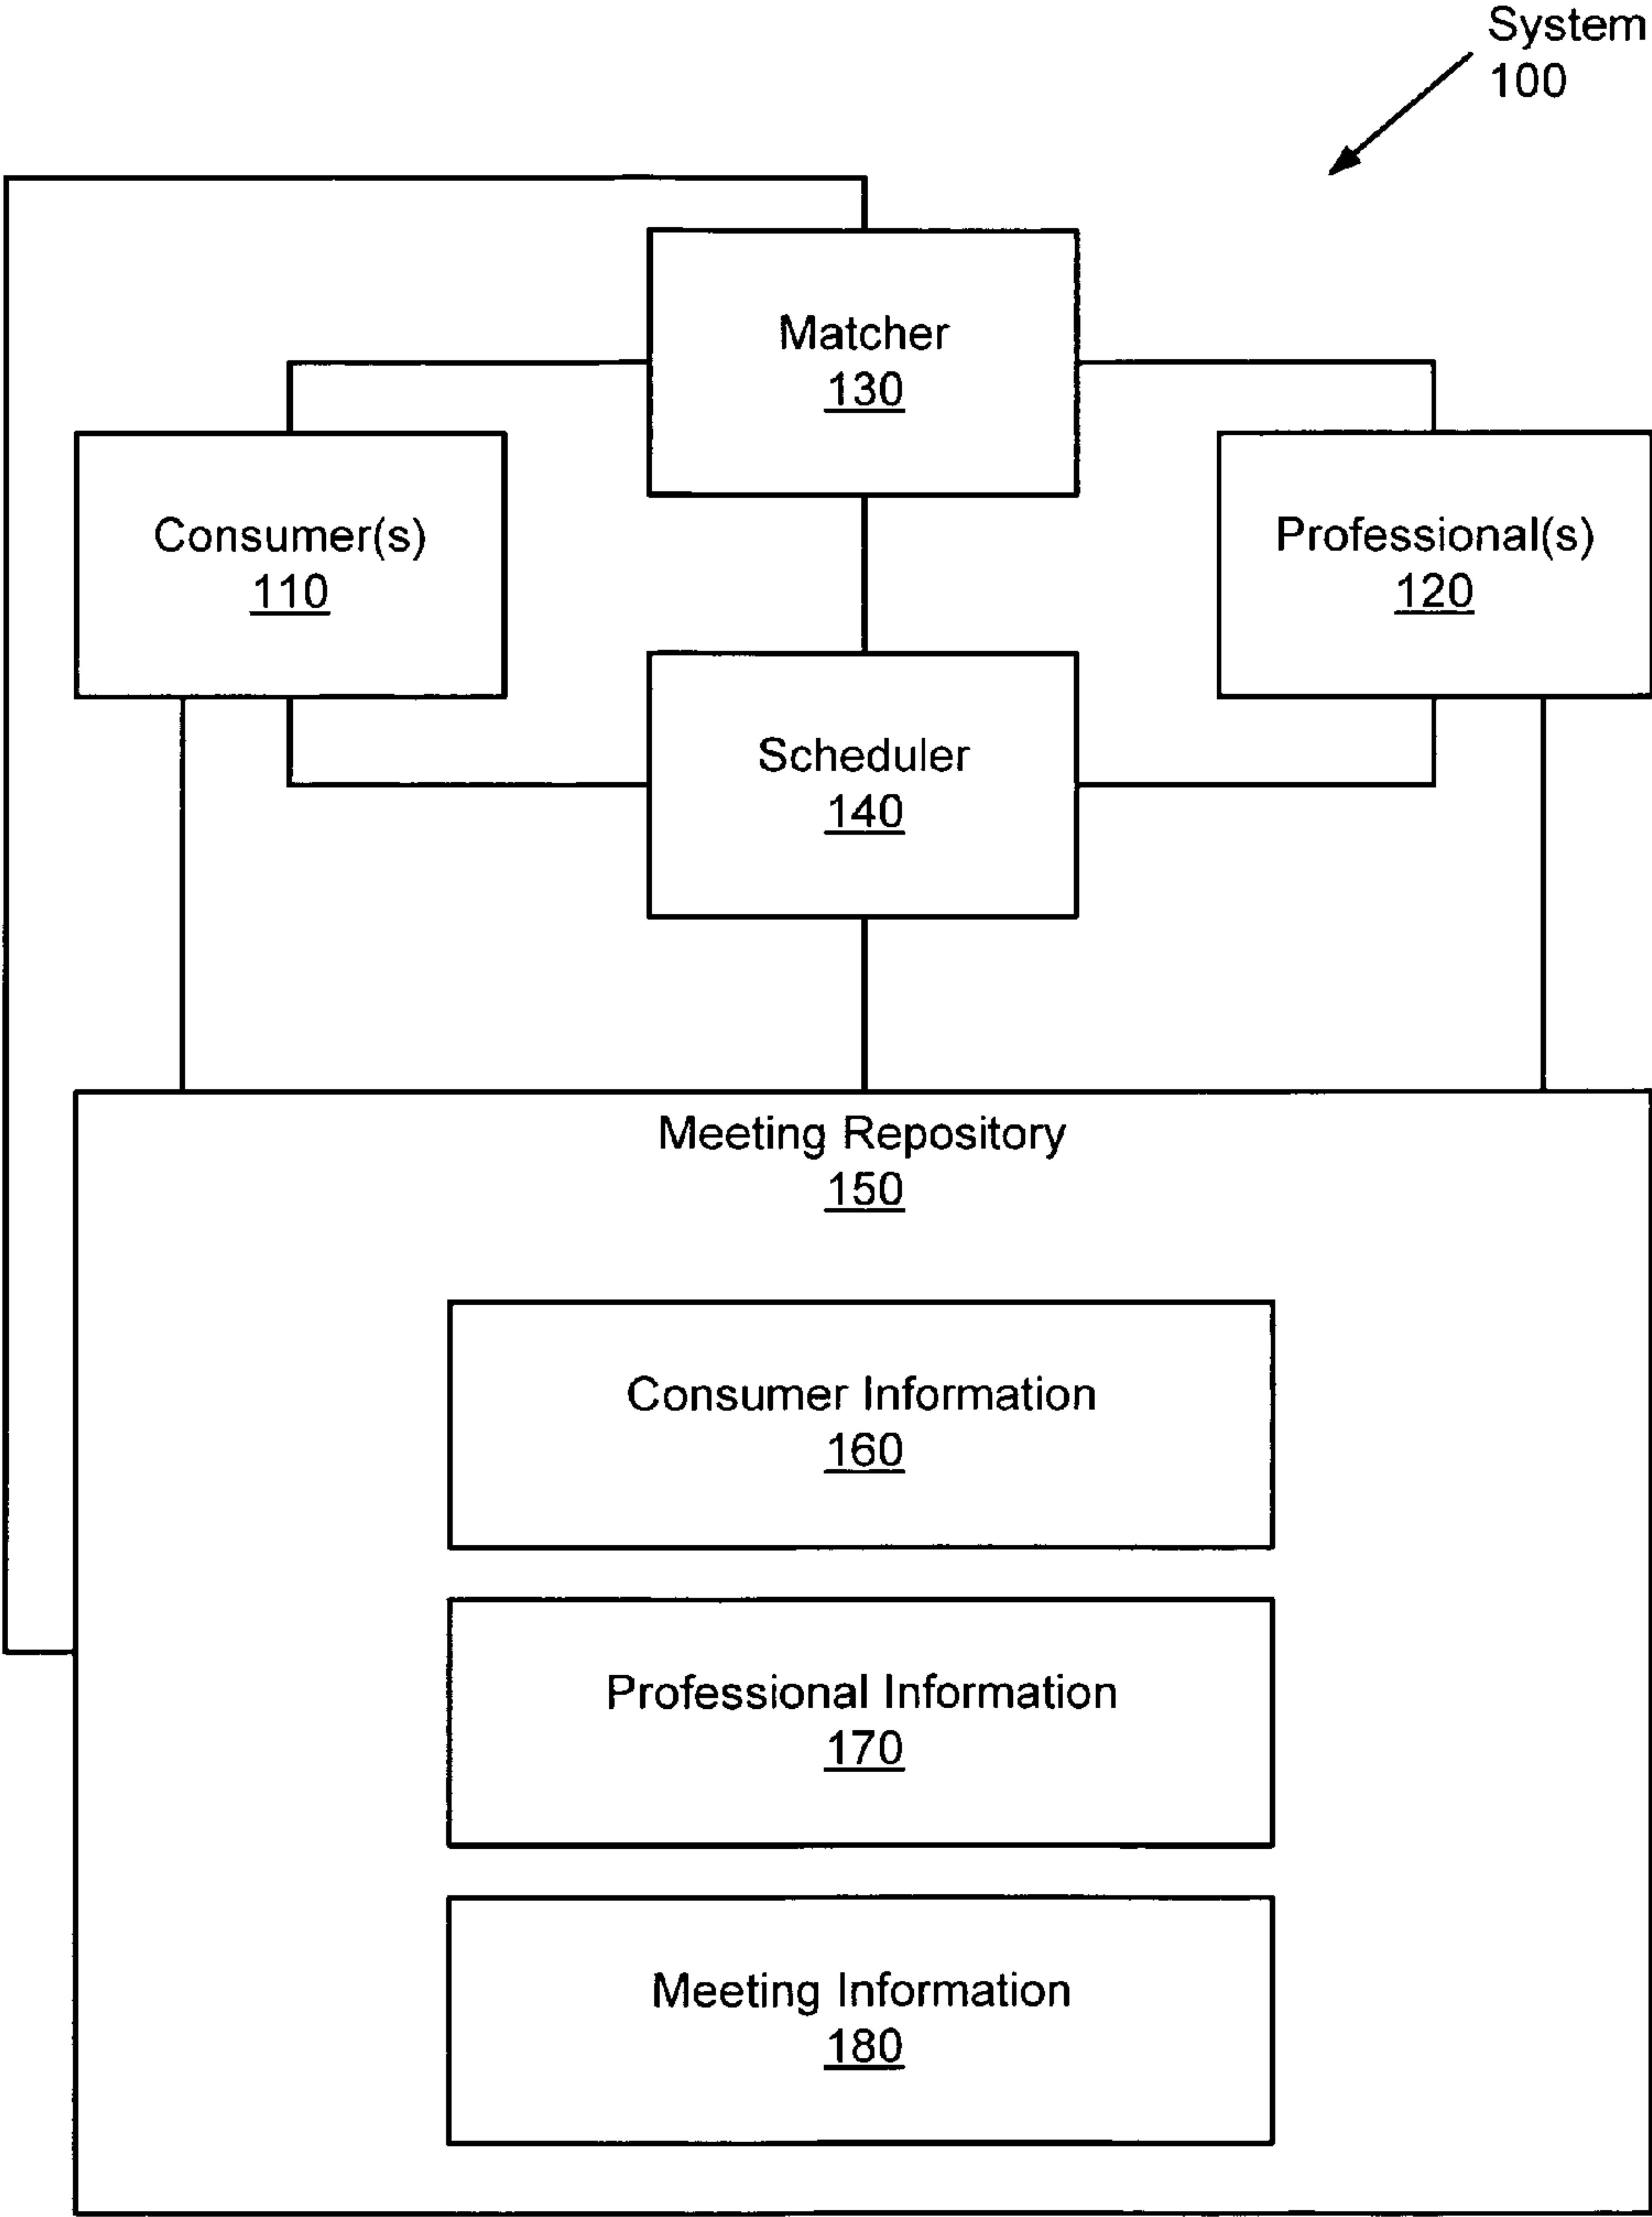 System
100
Matcher
130
Consumer(s)
110
Professional(s)
120
Scheduler
140
Meeting Repository
150
Consumer Information
160
Professional Information
170
Meeting Information
180